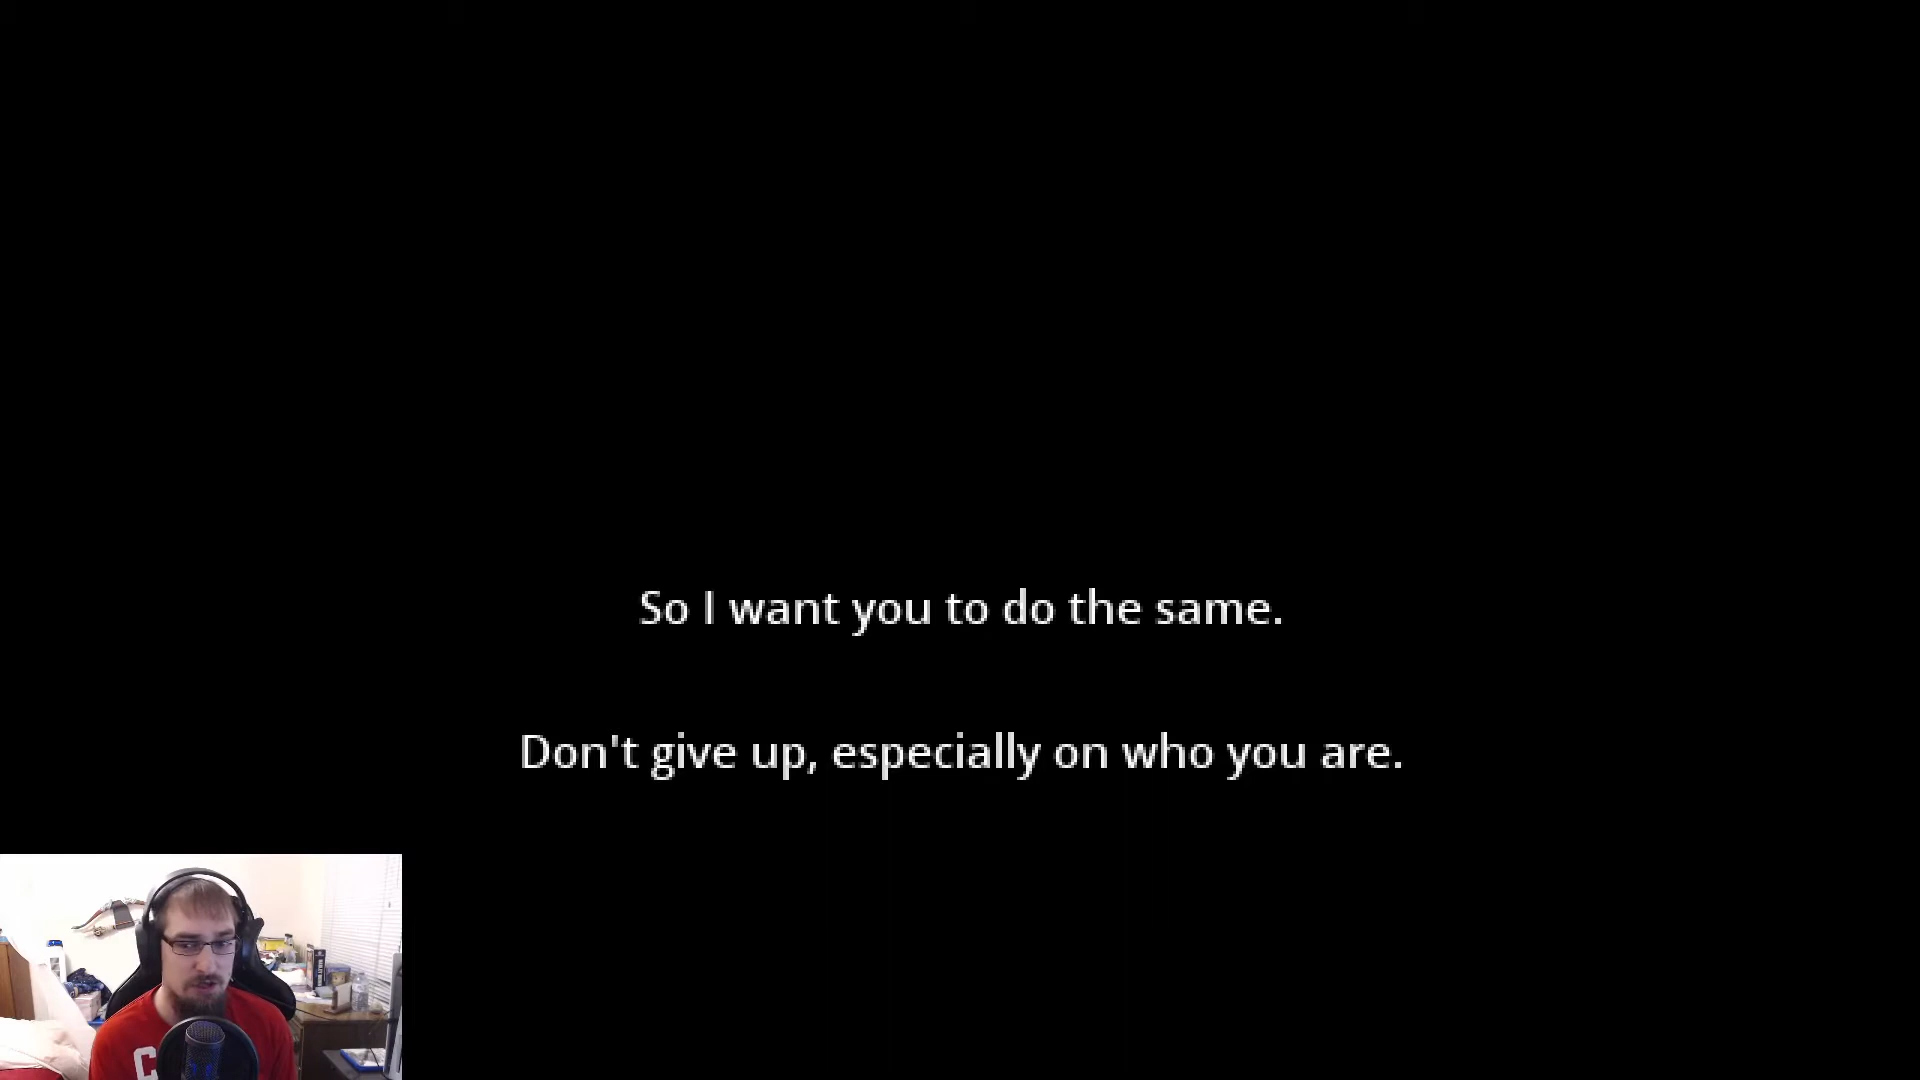 So I want you to do the same.
Don't give up, especially on who you are.
C